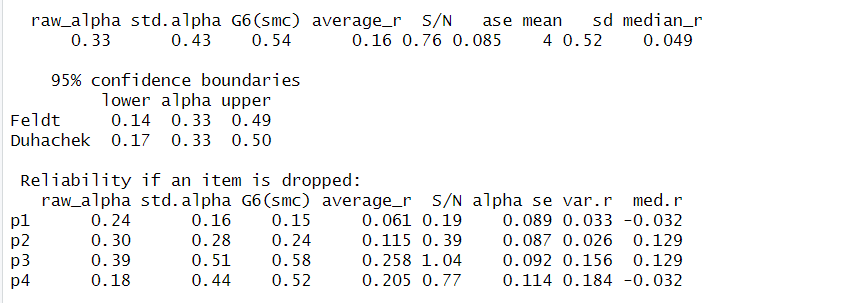 raw_alpha std.alpha G6(smc) average_r S/N ase mean sd median_r
0.33 0.43 0.54 0.16 0.76 0.085 4 0.52 0.049
95% confidence boundaries
lower alpha upper
Feldt 0.14 0.33 0.49
Duhachek 0.17 0.33 0.50
Reliability if an item is dropped:
raw_alpha std.alpha G6(smc) average_r S/N alpha se var.r med.r
p1 0.24 0.16 0.15 0.061 0.19 0.089 0.033 -0.032
p2 0.30 0.28 0.24 0.115 0.39 0.087 0.026 0.129
p3 0.39 0.51 0.58 0.258 1.04 0.092 0.156 0.129
p4 0.18 0.44 0.52 0.205 0.77 0.114 0.184 -0.032